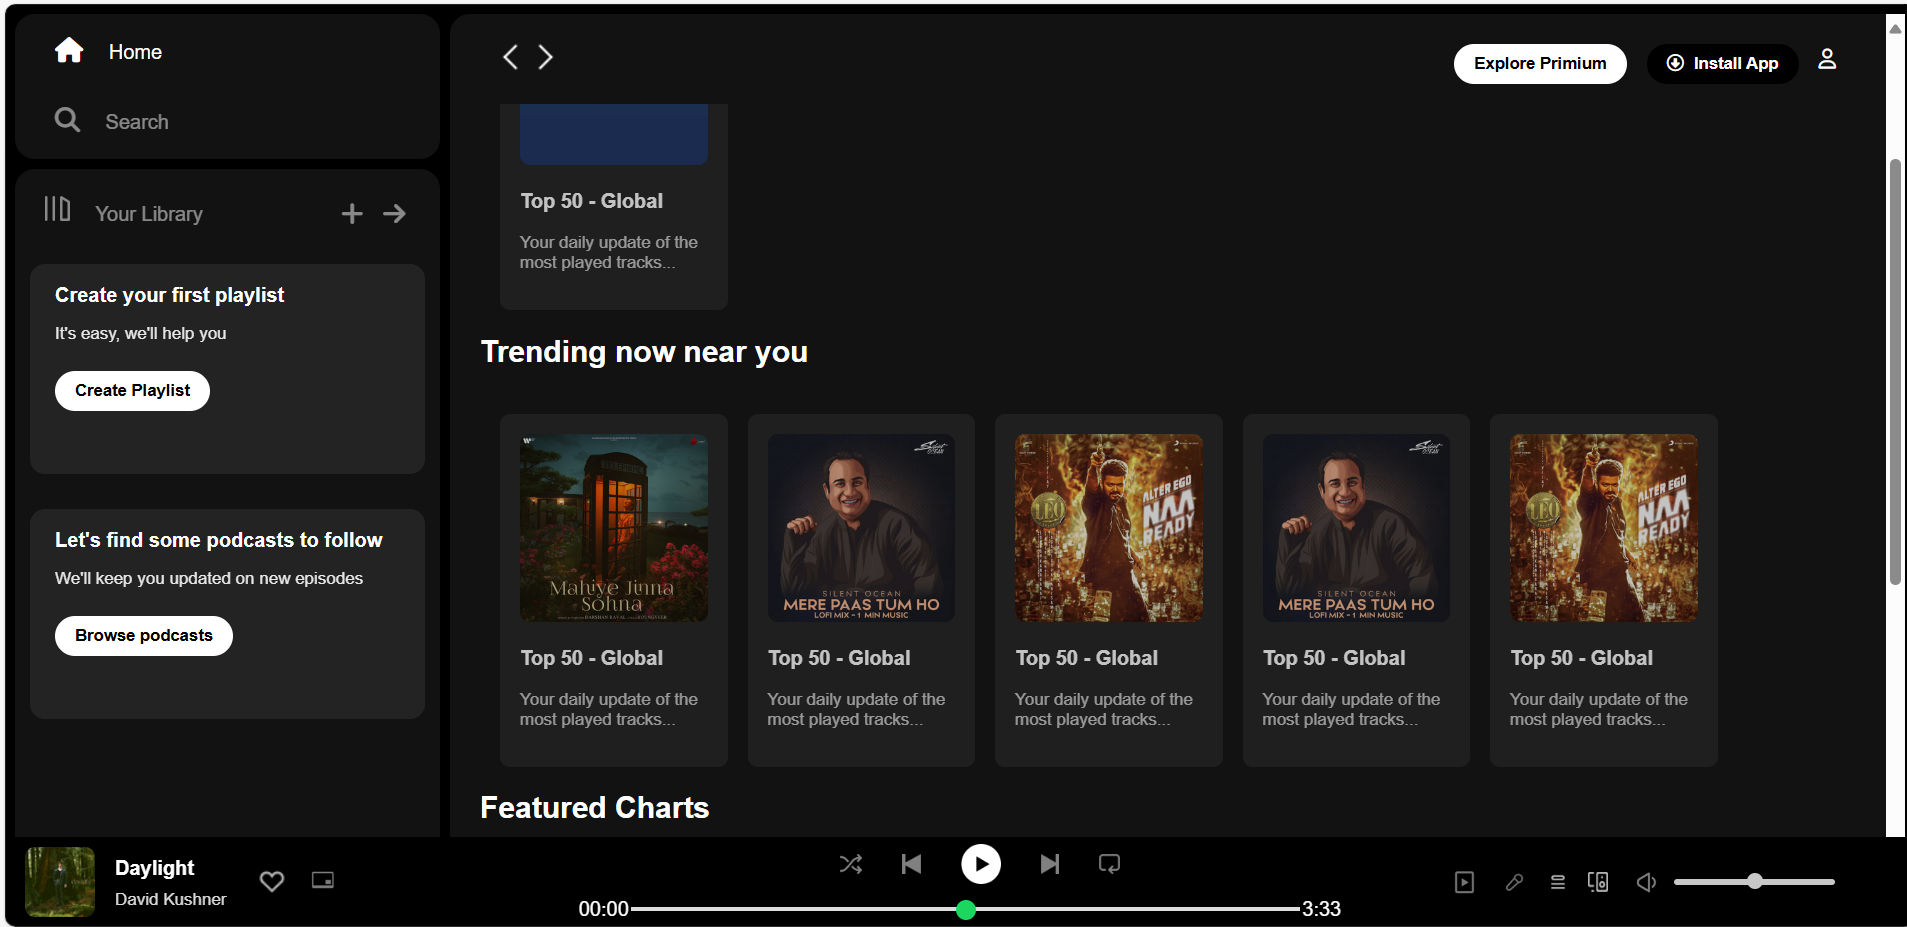 Home
Search
Your Library
Create your first playlist
It's easy, we'll help you
Create Playlist
Let's find some podcasts to follow
We'll keep you updated on new episodes
Browse podcasts
Explore Primium
Install App
Top 50 - Global
Your daily update of the
most played tracks...
Trending now near you
Mahiye Jinna
Sohna
Top 50 - Global
Your daily update of the
most played tracks...
Silent
OCEAN
SILENT OCEAN
MERE PAAS TUM HO
LOFI MIX - 1 MIN MUSIC
Top 50 - Global
Your daily update of the
most played tracks...
LEO
ALTER EGO
NAA
READY
Top 50 - Global
Your daily update of the
most played tracks...
Silent
OCEAN
SILENT OCEAN
MERE PAAS TUM HO
LOFI MIX - 1 MIN MUSIC
Top 50 - Global
Your daily update of the
most played tracks...
LEO
ALTER EGO
NAA
READY
Top 50 - Global
Your daily update of the
most played tracks...
Featured Charts
Daylight
David Kushner
00:00
3:33